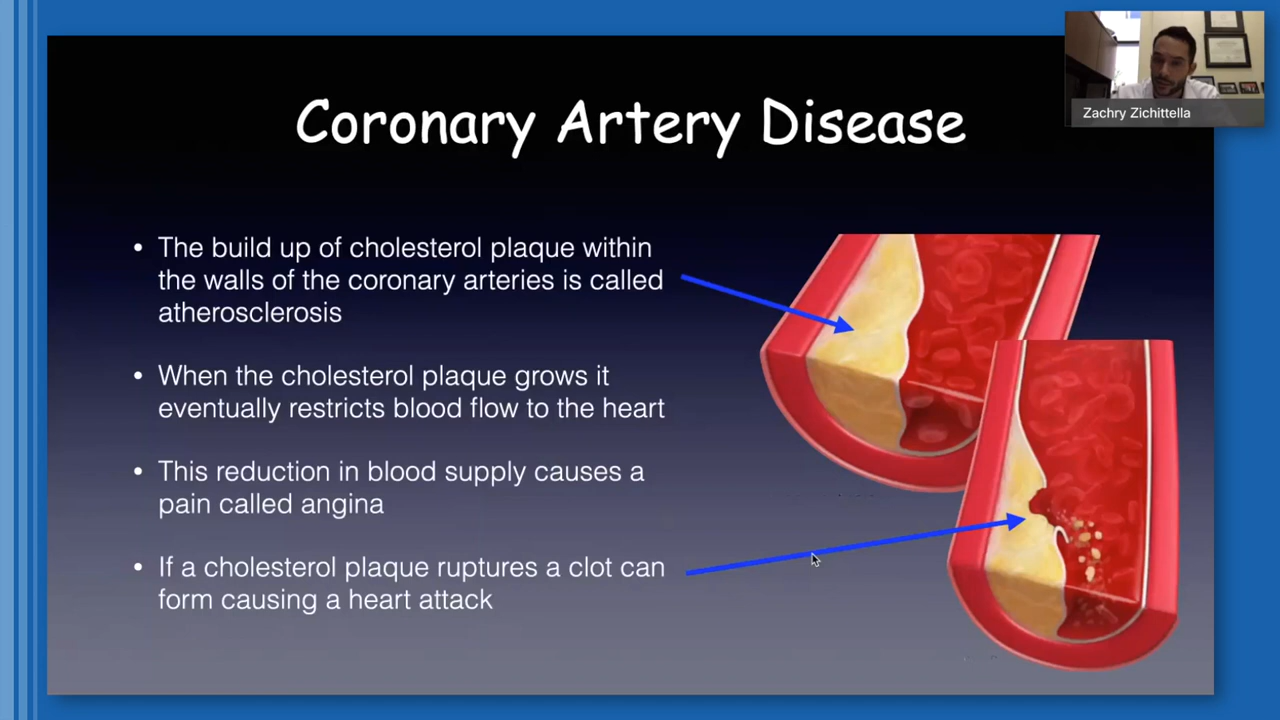 Zachry Zichittella
Coronary Artery Disease
• The build up of cholesterol plaque within
the walls of the coronary arteries is called
atherosclerosis
• When the cholesterol plaque grows it
eventually restricts blood flow to the heart
• This reduction in blood supply causes a
pain called angina
• If a cholesterol plaque ruptures a clot can
form causing a heart attack